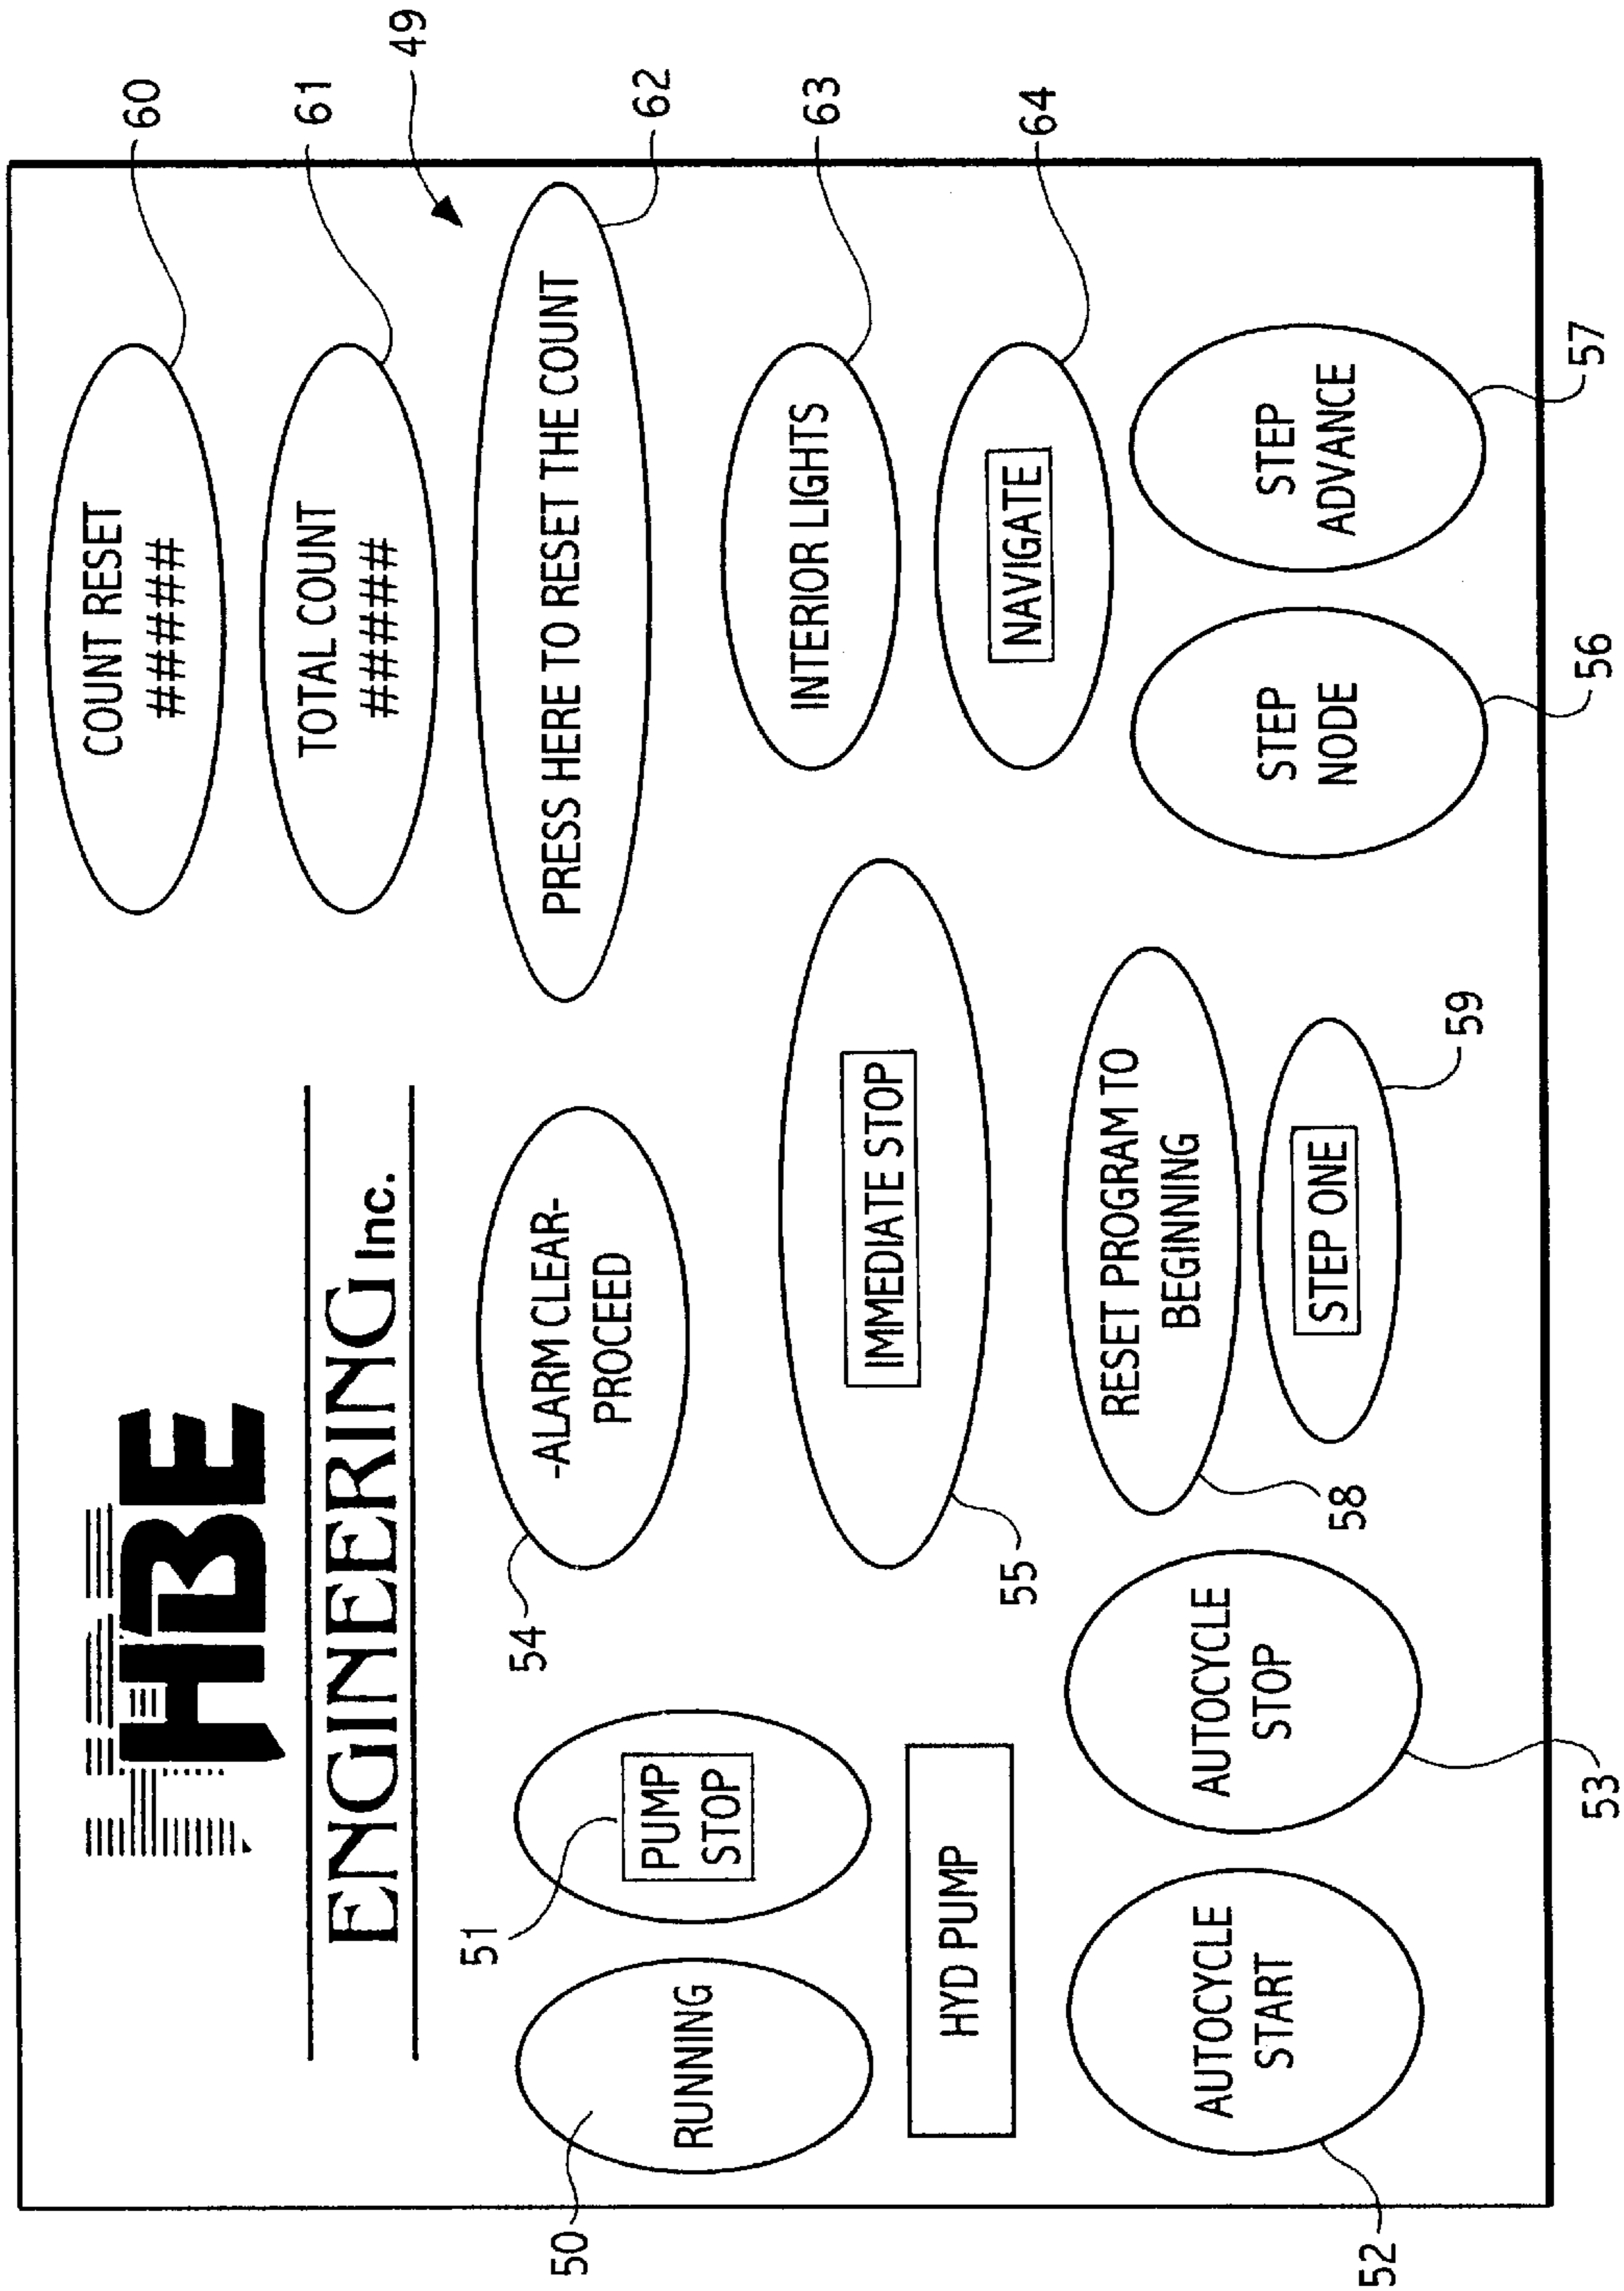 HBE
ENGINEERING Inc.
COUNT RESET
#####
60
TOTAL COUNT
#####
61
49
PRESS HERE TO RESET THE COUNT
62
50
RUNNING
51
PUMP
STOP
HYD PUMP
54
-ALARM CLEAR-
PROCEED
IMMEDIATE STOP
55
INTERIOR LIGHTS
63
NAVIGATE
64
AUTOCYCLE
START
52
AUTOCYCLE
STOP
53
RESET PROGRAM TO
BEGINNING
58
STEP ONE
59
STEP
NODE
56
STEP
ADVANCE
57